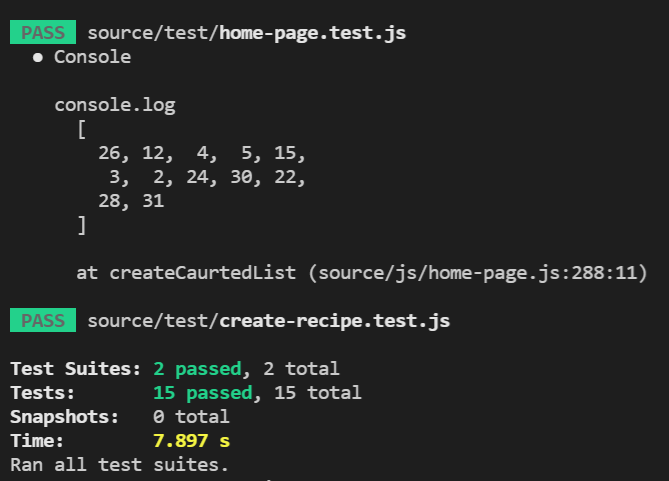 PASS source/test/home-page.test.js
● Console
console.log
[
26, 12, 4, 5, 15,
3, 2, 24, 30, 22,
28, 31
]
at createCaurtedList (source/js/home-page.js:288:11)
PASS source/test/create-recipe.test.js
Test Suites: 2 passed, 2 total
Tests: 15 passed, 15 total
Snapshots: 0 total
Time: 7.897 s
Ran all test suites.